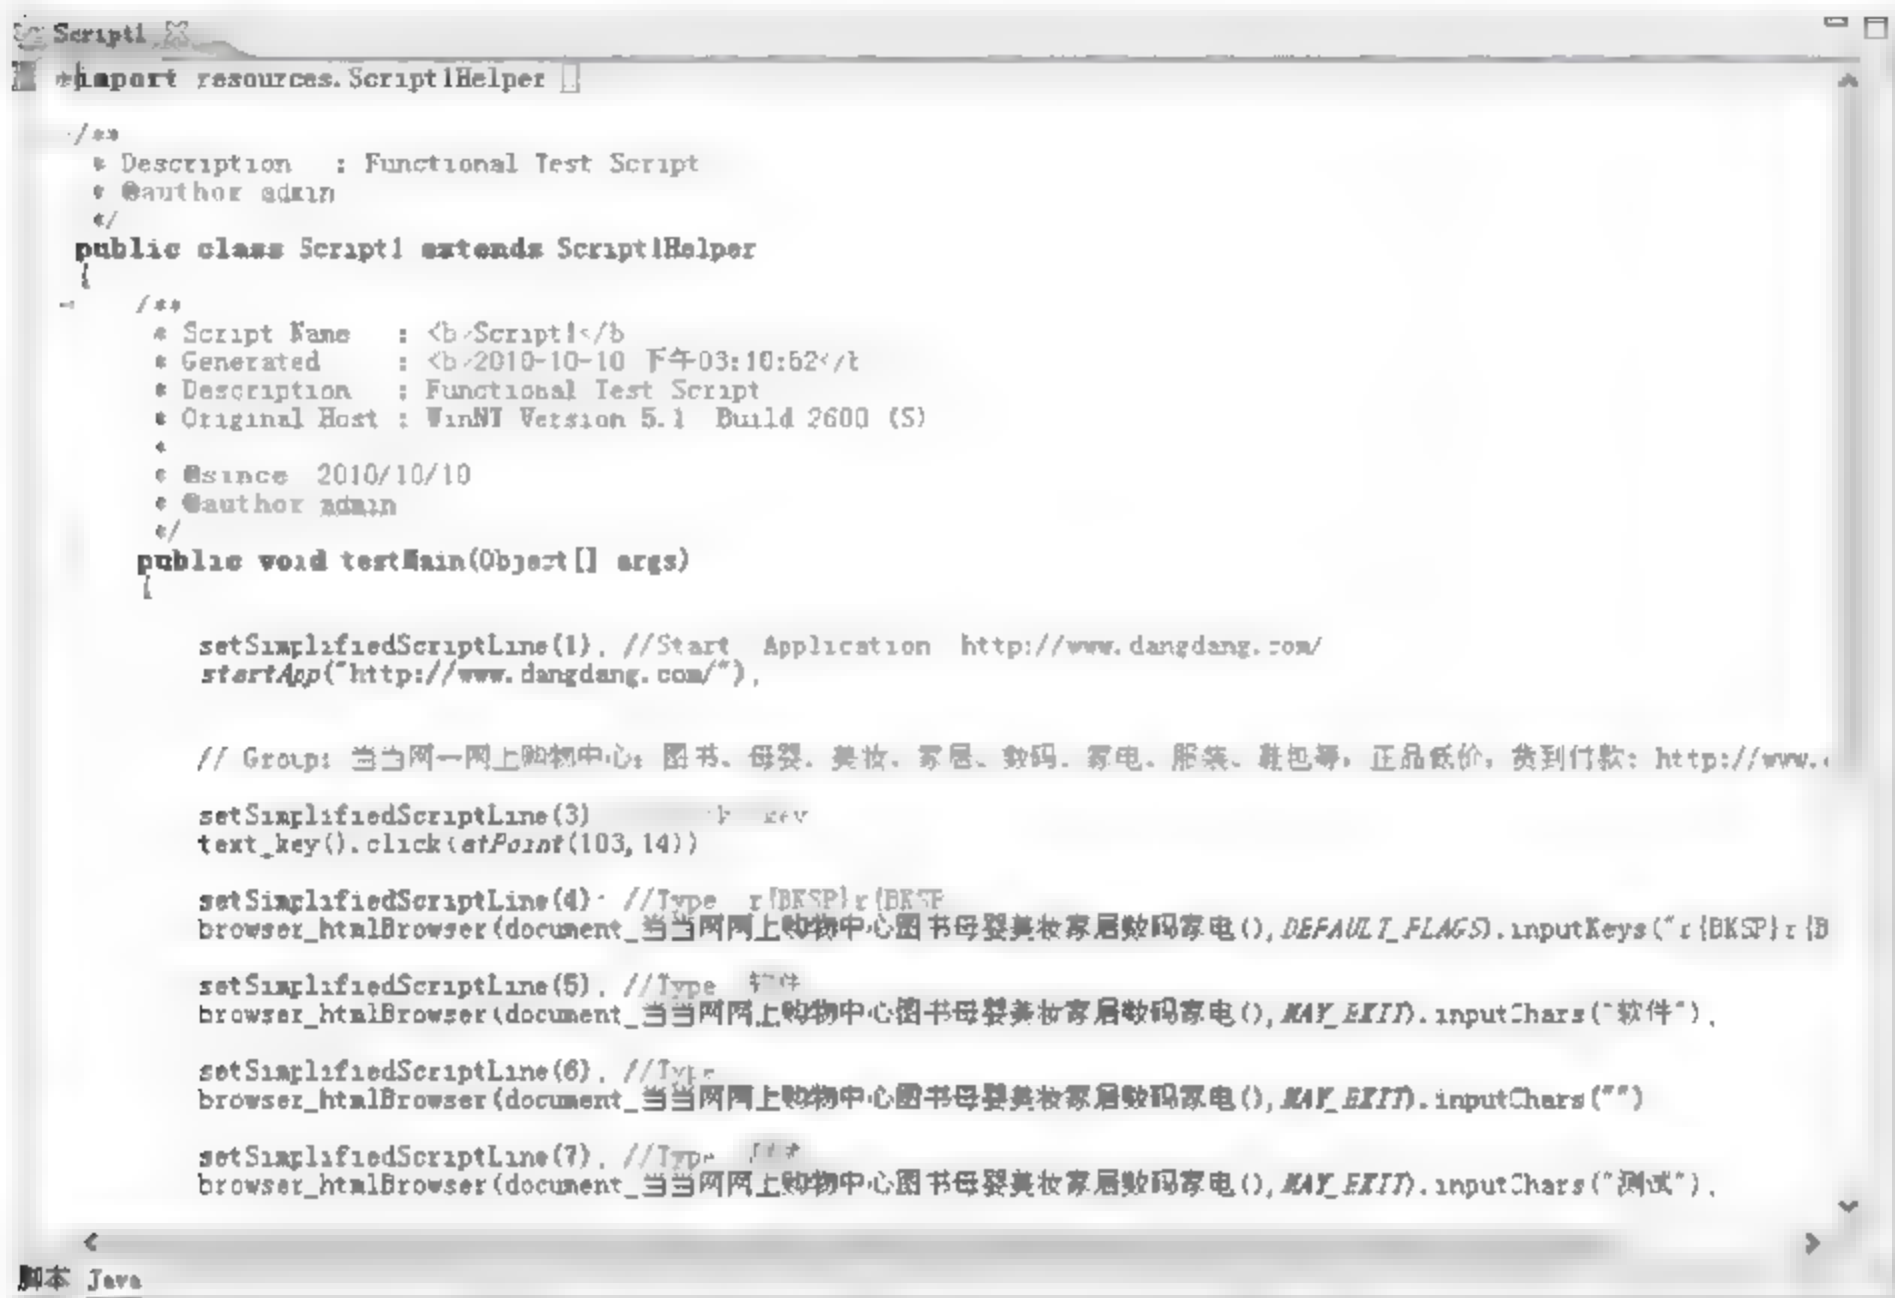 Script1
import resources.Script1Helper
/**
* Description : Functional Test Script
* @author admin
*/
public class Script1 extends Script1Helper
{
/**
* Script Name : <b>Script1</b
* Generated : <b>2010-10-10 下午03:10:52</b
* Description : Functional Test Script
* Original Host : WinNT Version 5.1 Build 2600 (S)
*
* @since 2010/10/10
* @author admin
*/
public void testMain(Object[] args)
{
setSimplifiedScriptLine(1); //Start Application http://www.dangdang.com/
startApp("http://www.dangdang.com/");
// Group: 当当网—网上购物中心：图书、母婴、美妆、家居、数码、家电、服装、鞋包等，正品低价，货到付款: http://www.
setSimplifiedScriptLine(3) key
text_key().click(atPoint(103,14))
setSimplifiedScriptLine(4); //Type r{BKSP}r{BKSP
browser_htmlBrowser(document_当当网网上购物中心图书母婴美妆家居数码家电(),DEFAULT_FLAGS).inputKeys("r{BKSP}r{B
setSimplifiedScriptLine(5); //Type 软件
browser_htmlBrowser(document_当当网网上购物中心图书母婴美妆家居数码家电(),MAY_EXIT).inputChars("软件");
setSimplifiedScriptLine(6); //Type
browser_htmlBrowser(document_当当网网上购物中心图书母婴美妆家居数码家电(),MAY_EXIT).inputChars("")
setSimplifiedScriptLine(7); //Type
browser_htmlBrowser(document_当当网网上购物中心图书母婴美妆家居数码家电(),MAY_EXIT).inputChars("测试");
脚本 Java